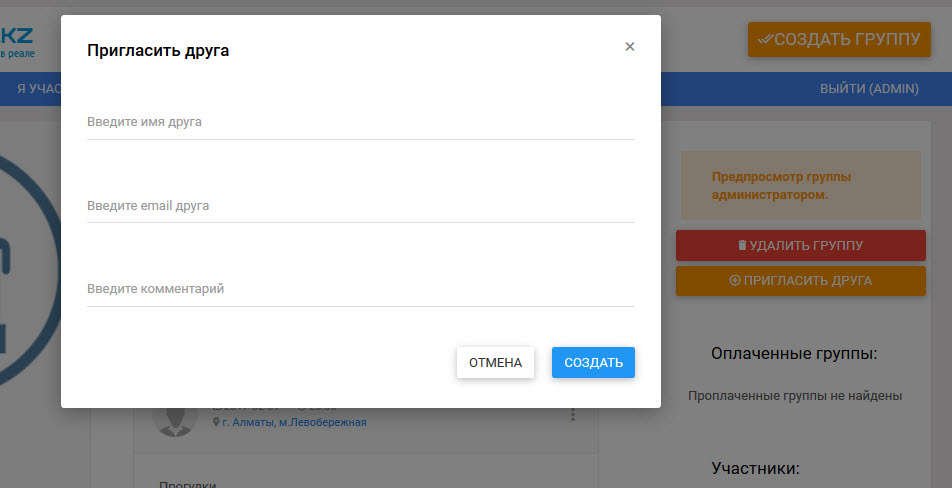 KZ
в реале
СОЗДАТЬ ГРУППУ
Я УЧАС
ВЫЙТИ (ADMIN)
Пригласить друга
×
Введите имя друга
Введите email друга
Введите комментарий
ОТМЕНА
СОЗДАТЬ
Предпросмотр группы
администратором.
УДАЛИТЬ ГРУППУ
ПРИГЛАСИТЬ ДРУГА
Оплаченные группы:
Проплаченные группы не найдены
г. Алматы, м.Левобережная
Участники:
Прогулки